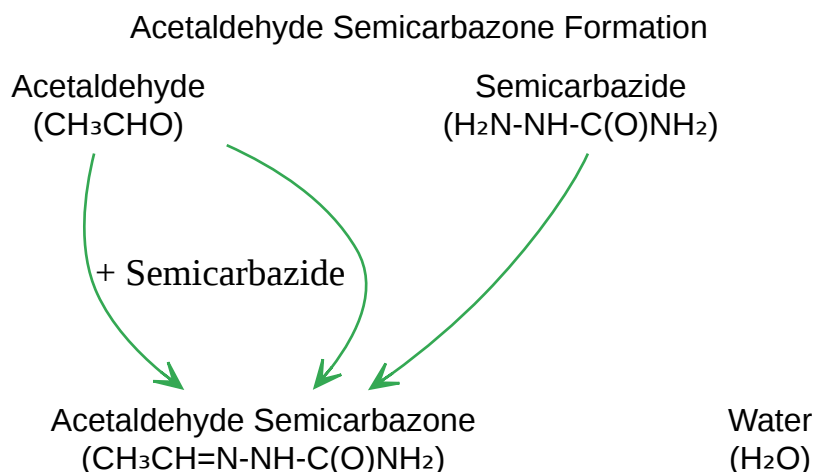 Acetaldehyde Semicarbazone Formation
Acetaldehyde
(CH₃CHO)
Semicarbazide
(H₂N-NH-C(O)NH₂)
+ Semicarbazide
Acetaldehyde Semicarbazone
(CH₃CH=N-NH-C(O)NH₂)
Water
(H₂O)